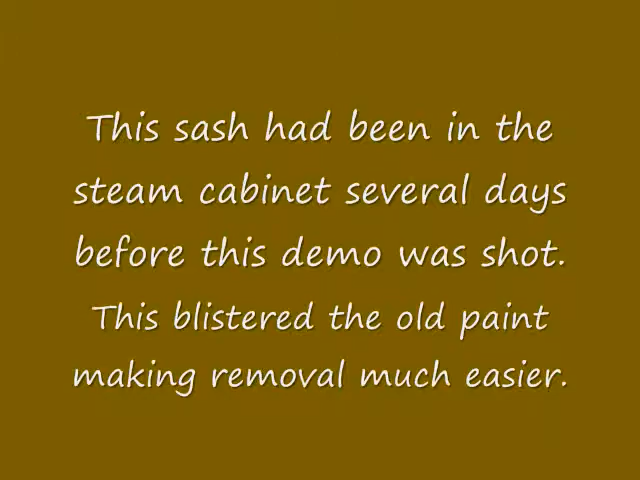 This sash had been in the
steam cabinet several days
before this demo was shot.
This blistered the old paint
making removal much easier.